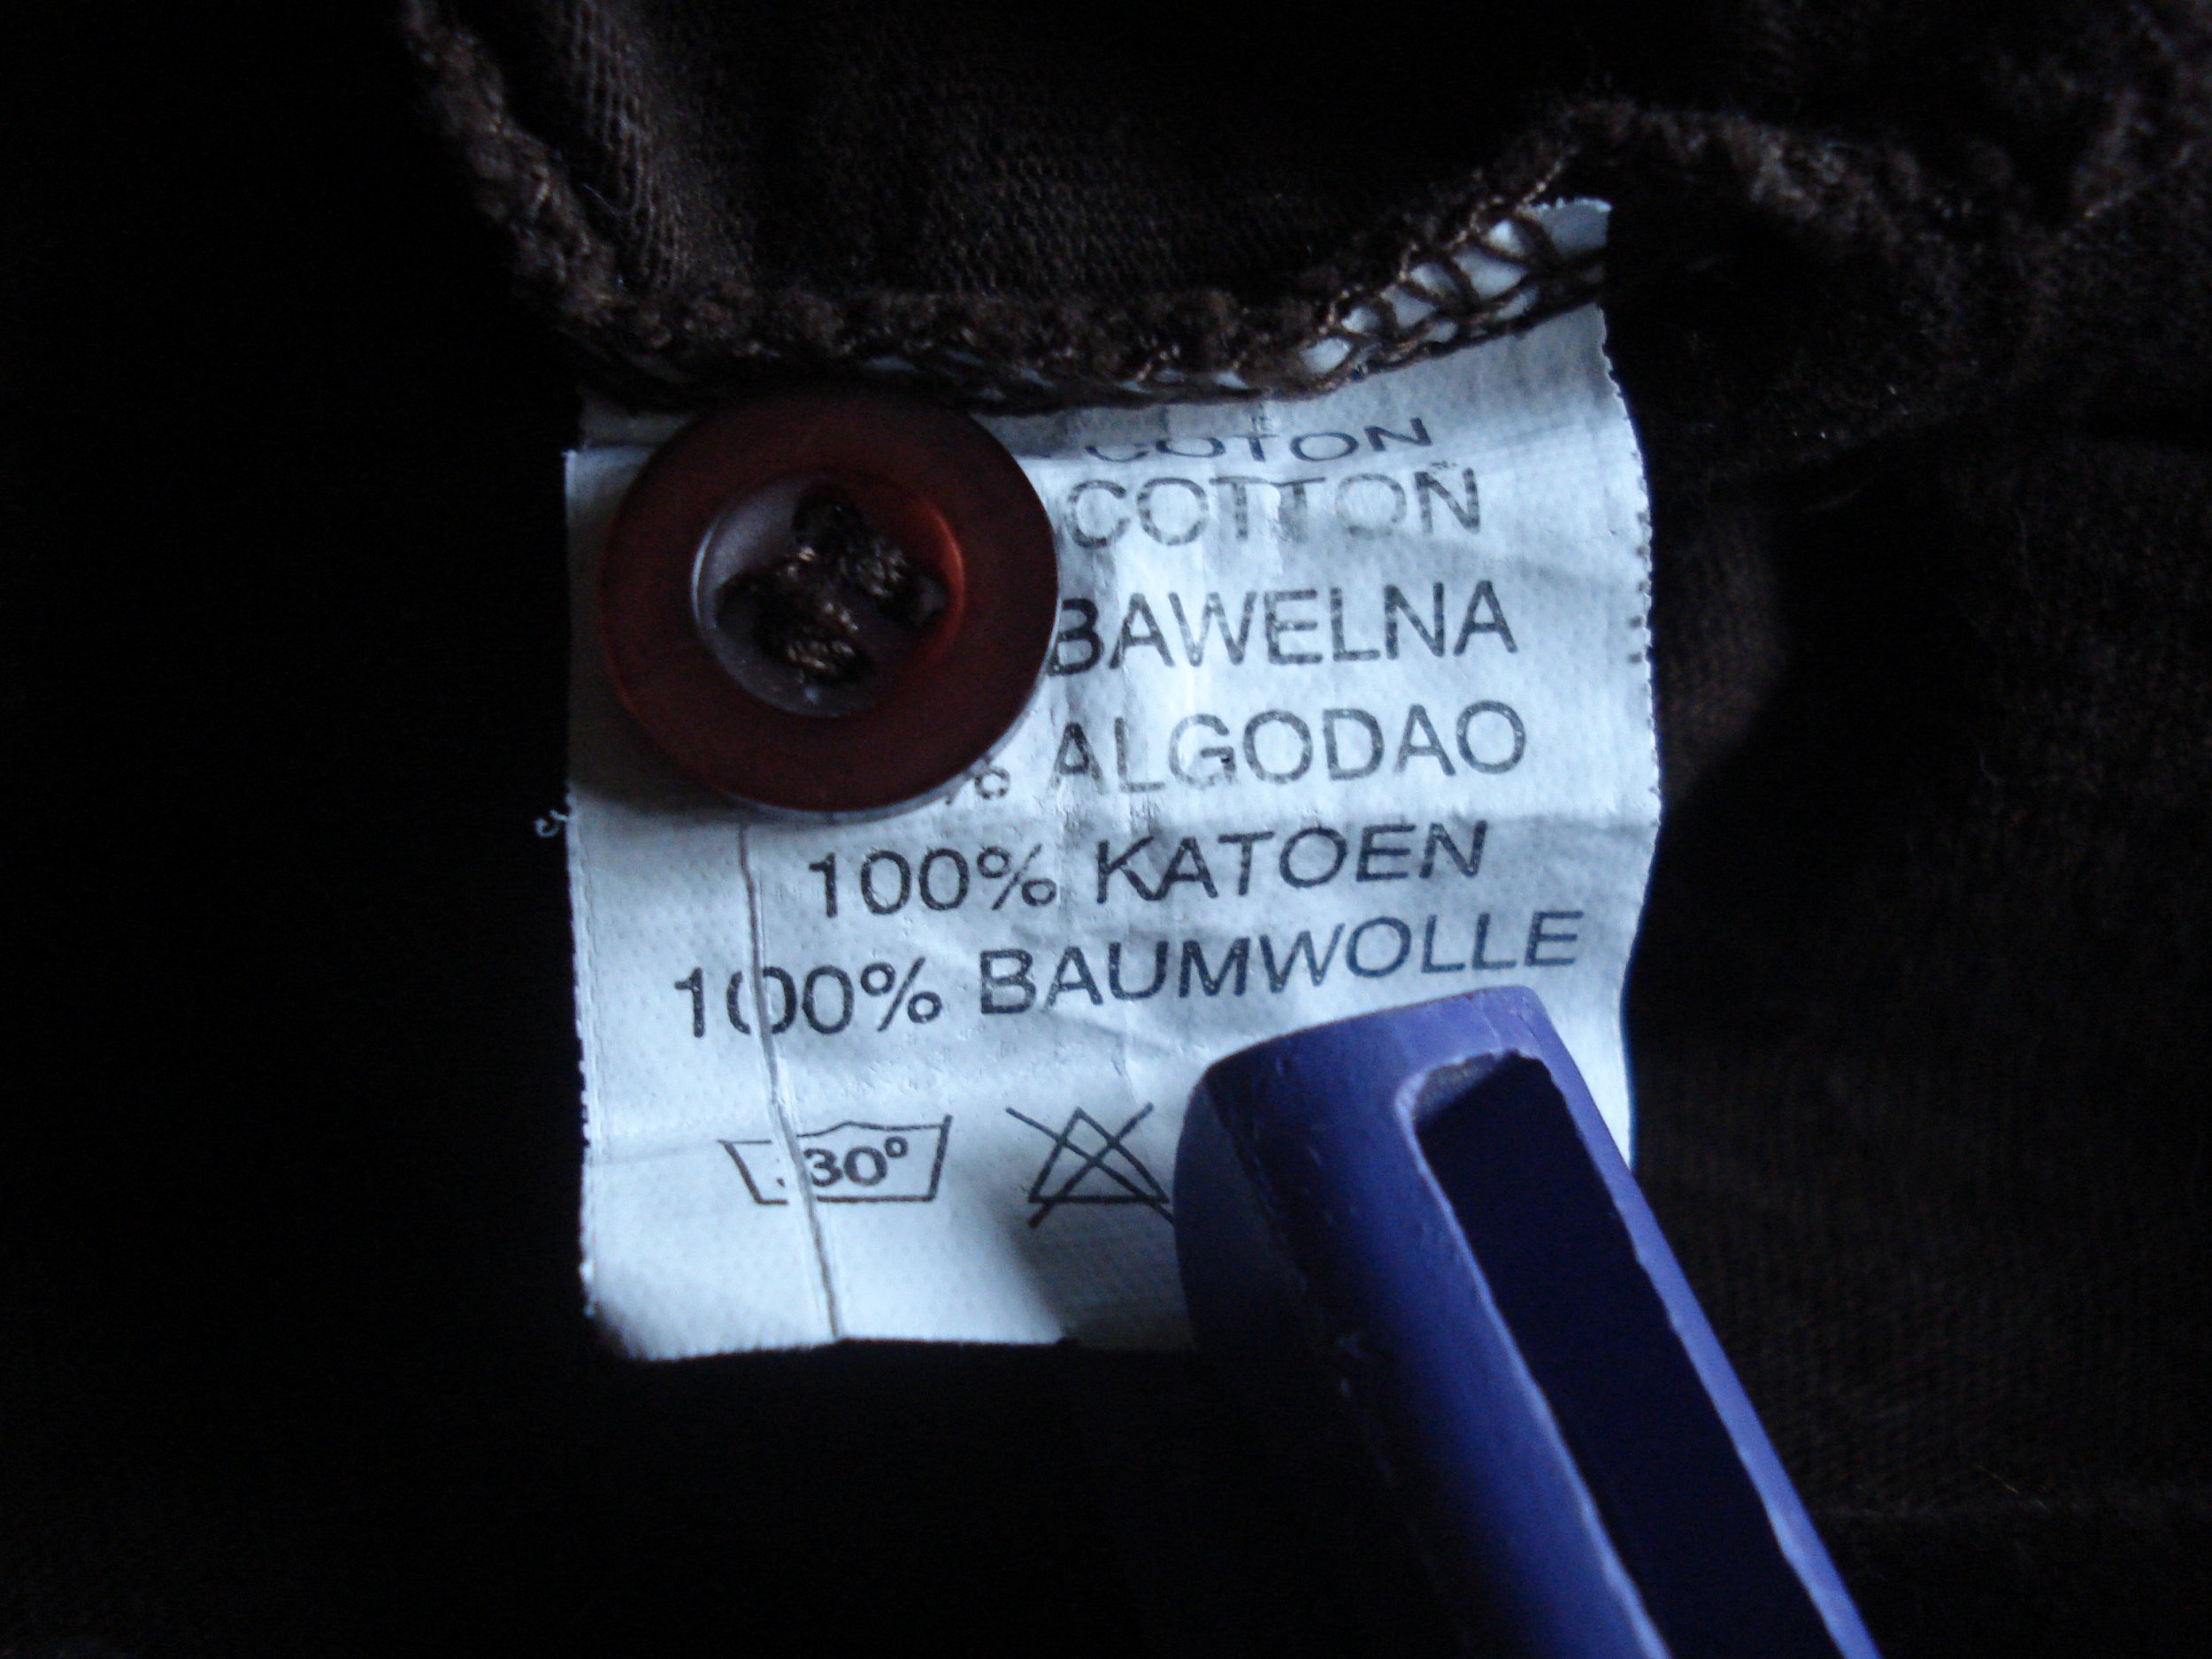 COTON
COTTON
BAWELNA
% ALGODAO
100% KATOEN
100% BAUMWOLLE
30°